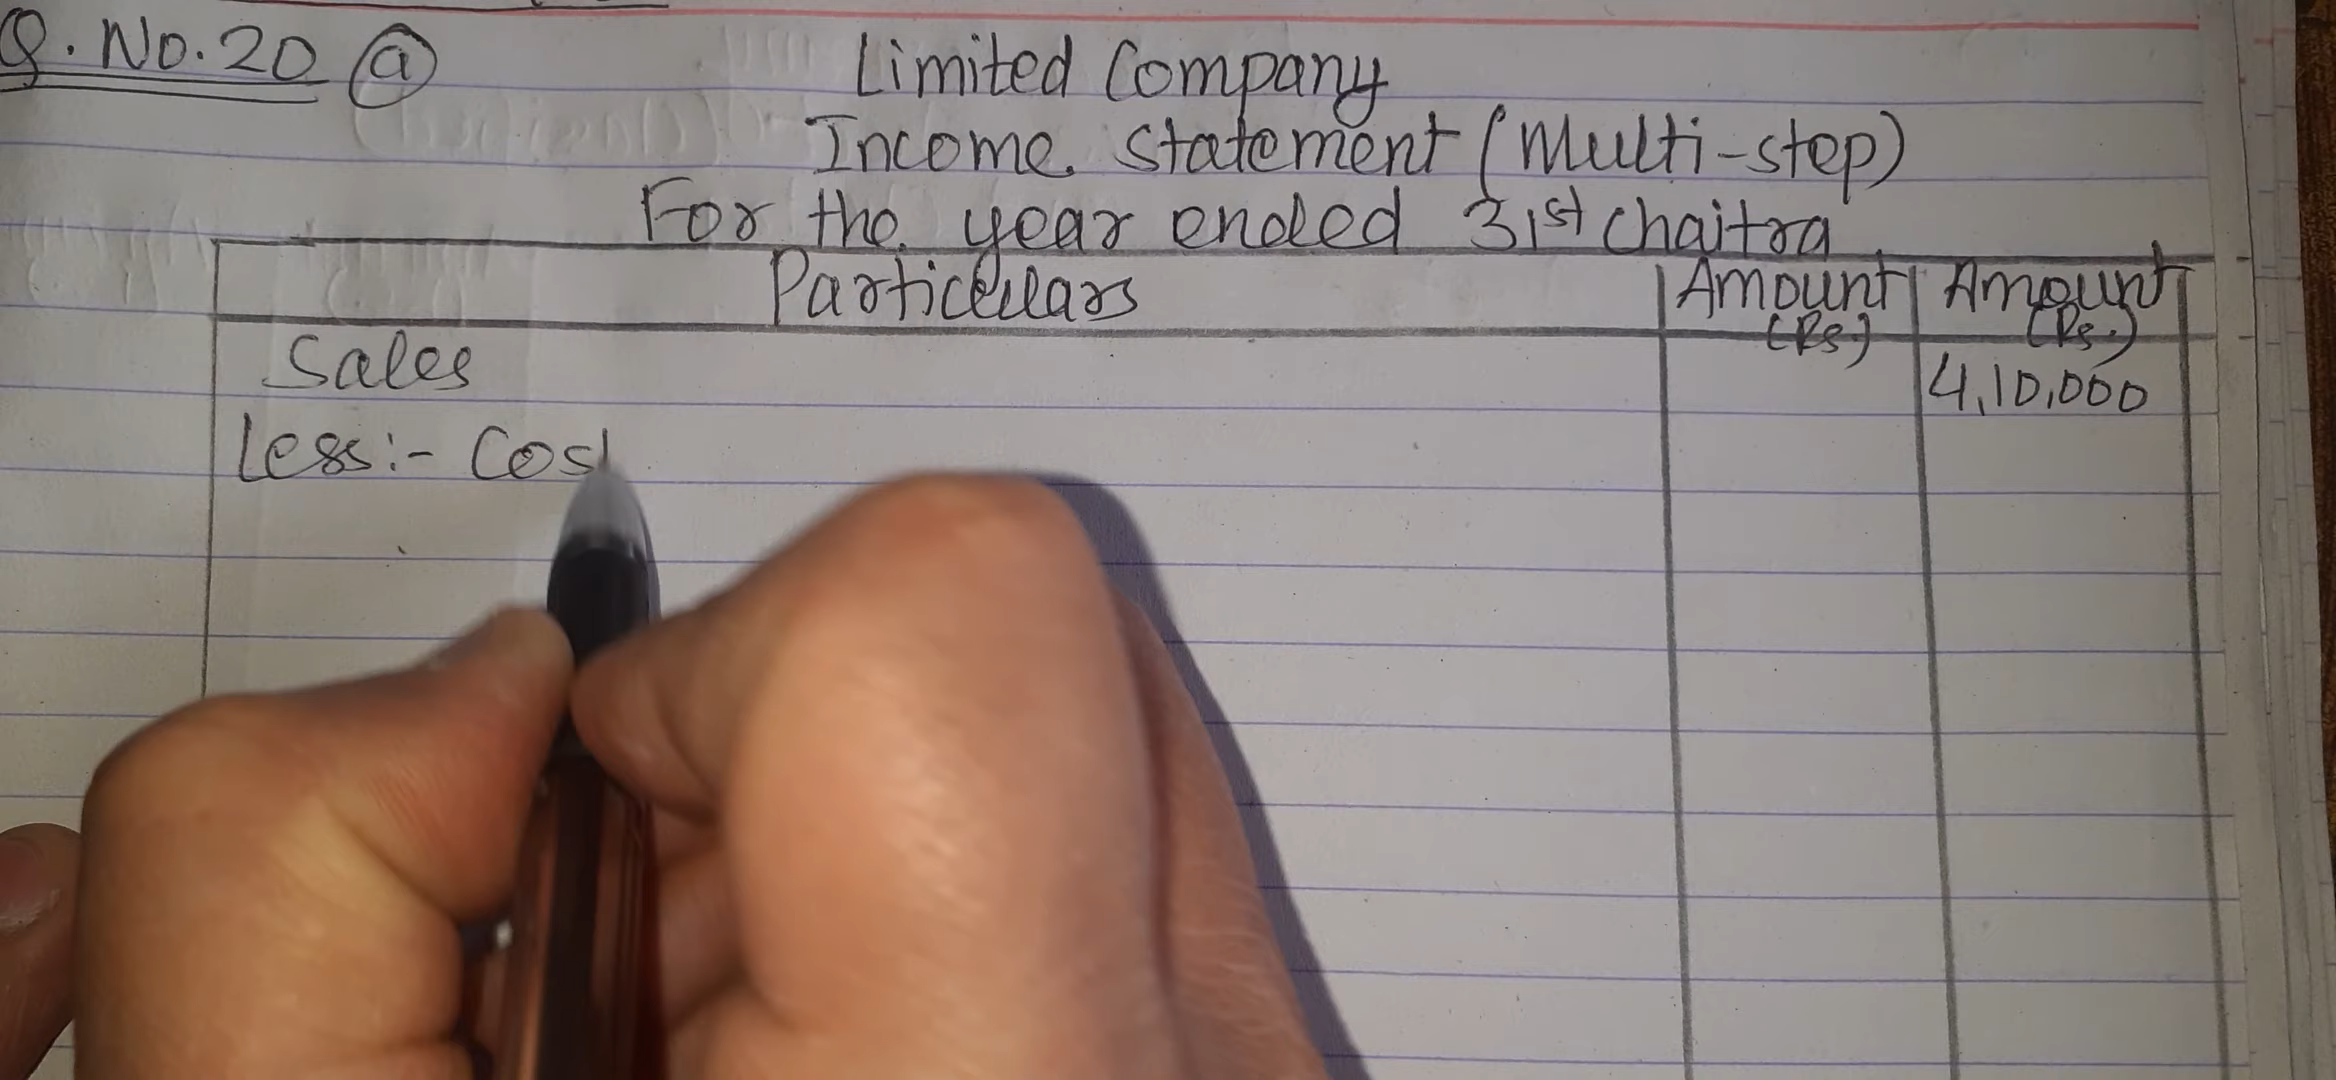 Q. No. 20 (a)
Limited Company
Income Statement (Multi-step)
For the year ended 31st Chaitra
Particulars Amount (Rs.) Amount (Rs.)
Sales 4,10,000
Less:- Cost